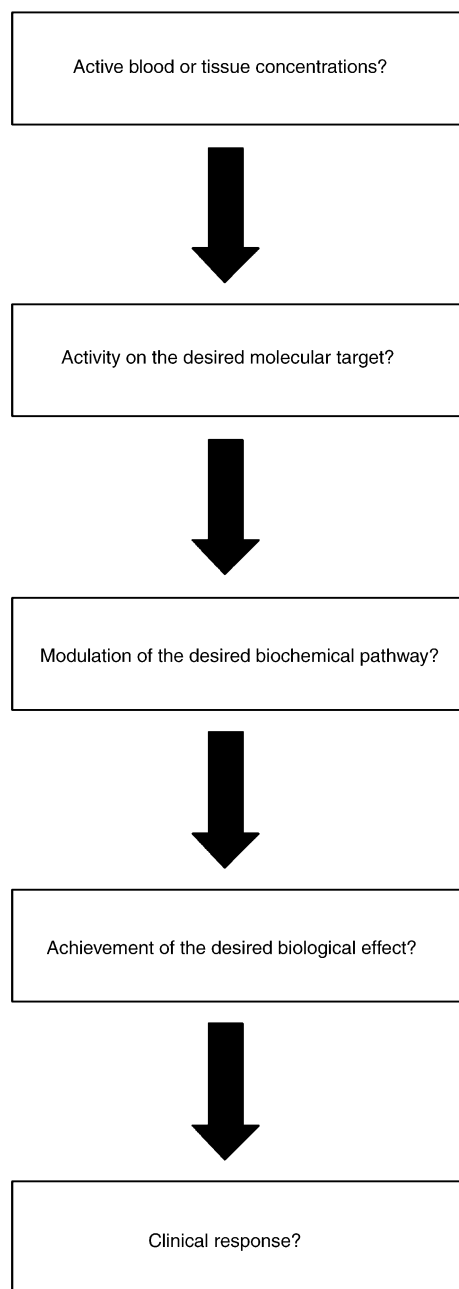 Active blood or tissue concentrations?
Activity on the desired molecular target?
Modulation of the desired biochemical pathway?
Achievement of the desired biological effect?
Clinical response?